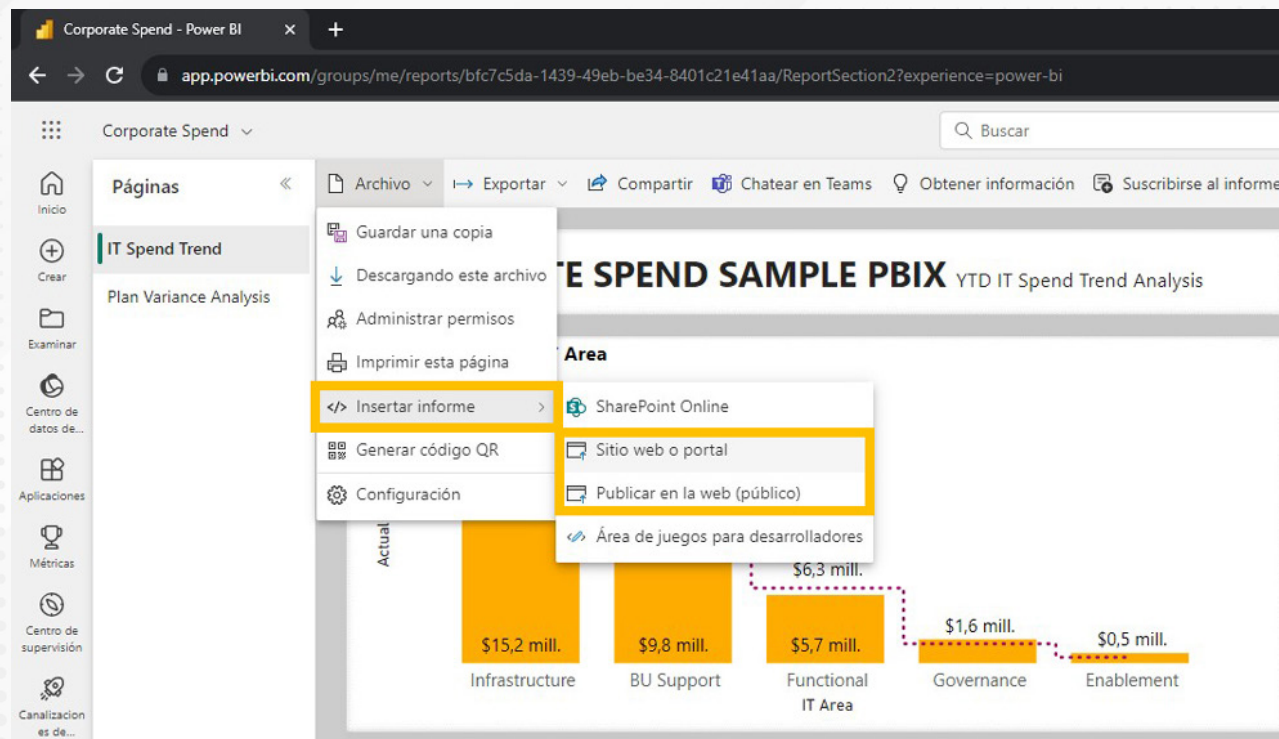 Corporate Spend - Power BI
app.powerbi.com/groups/me/reports/bfc7c5da-1439-49eb-be34-8401c21e41aa/ReportSection2?experience=power-bi
Corporate Spend
Buscar
Inicio
Crear
Examinar
Centro de
datos de...
Aplicaciones
Métricas
Centro de
supervisión
Canalizacion
es de...
Páginas
IT Spend Trend
Plan Variance Analysis
Archivo
Exportar
Compartir
Chatear en Teams
Obtener información
Suscribirse al informe
Guardar una copia
Descargando este archivo
Administrar permisos
Imprimir esta página
</> Insertar informe
Generar código QR
Configuración
SharePoint Online
Sitio web o portal
Publicar en la web (público)
Área de juegos para desarrolladores
E SPEND SAMPLE PBIX YTD IT Spend Trend Analysis
Area
Actual
$6,3 mill.
$15,2 mill.
$9,8 mill.
$5,7 mill.
$1,6 mill.
$0,5 mill.
Infrastructure
BU Support
Functional
Governance
Enablement
IT Area